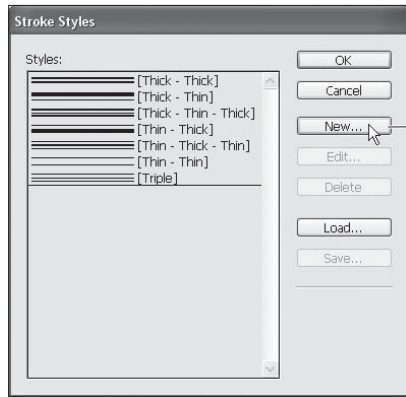 Stroke Styles
Styles:
[Thick - Thick]
[Thick - Thin]
[Thick - Thin - Thick]
[Thin - Thick]
[Thin - Thick - Thin]
[Thin - Thin]
[Triple]
OK
Cancel
New...
Edit...
Delete
Load...
Save...